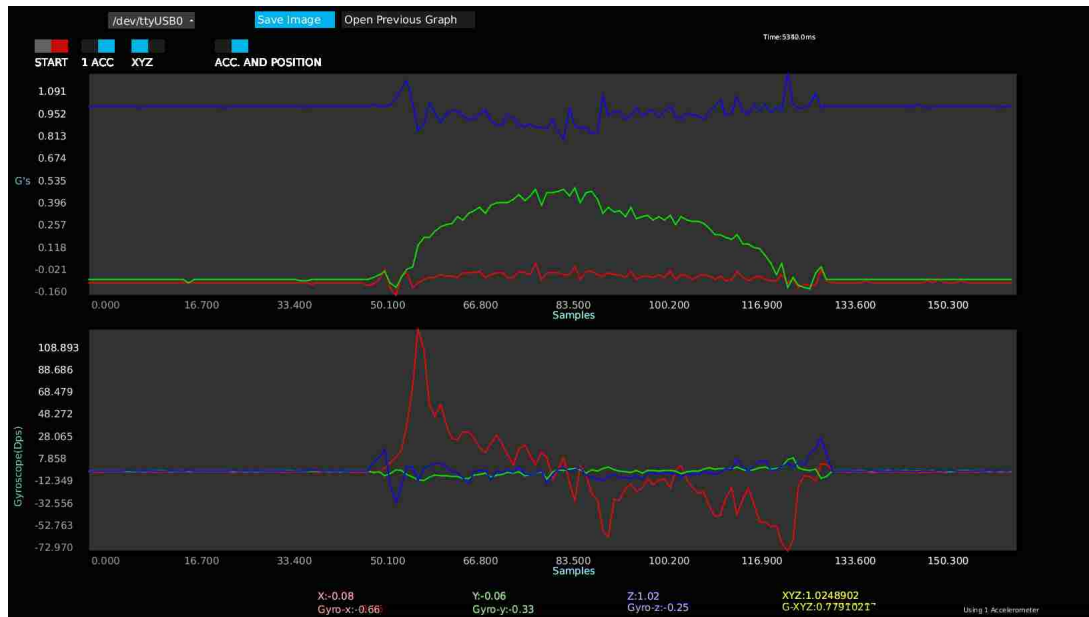 /dev/ttyUSB0
Save Image
Open Previous Graph
START
1 ACC
XYZ
ACC. AND POSITION
G's
1.091
0.952
0.813
0.674
0.535
0.396
0.257
0.118
-0.021
-0.160
0.000 16.700 33.400 50.100 66.800 83.500 100.200 116.900 133.600 150.300
Samples
Gyroscope(Dps)
108.893
88.686
68.479
48.272
28.065
7.858
-12.349
-32.556
-52.763
-72.970
0.000 16.700 33.400 50.100 66.800 83.500 100.200 116.900 133.600 150.300
Samples
X:-0.08 Y:-0.06 Z:1.02 XYZ:1.0248902
Gyro-x:-0.66 Gyro-y:-0.33 Gyro-z:-0.25
Using 1 Accelerometer